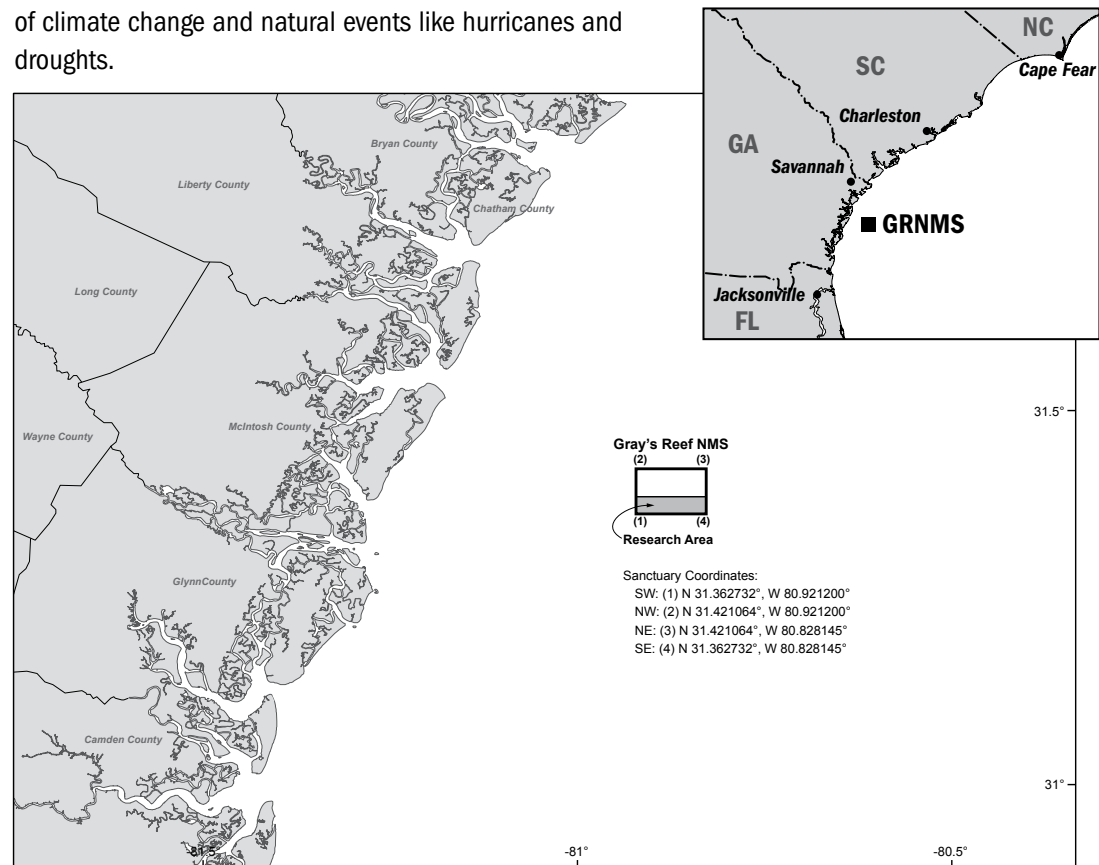 of climate change and natural events like hurricanes and
droughts.
NC
Cape Fear
SC
Charleston
GA
Savannah
GRNMS
Jacksonville
FL
Bryan County
Liberty County
Chatham County
Long County
McIntosh County
Wayne County
GlynnCounty
Camden County
31.5°
Gray's Reef NMS
(2) (3)
(1) (4)
Research Area
Sanctuary Coordinates:
SW: (1) N 31.362732°, W 80.921200°
NW: (2) N 31.421064°, W 80.921200°
NE: (3) N 31.421064°, W 80.828145°
SE: (4) N 31.362732°, W 80.828145°
31°
-81.5°
-81°
-80.5°